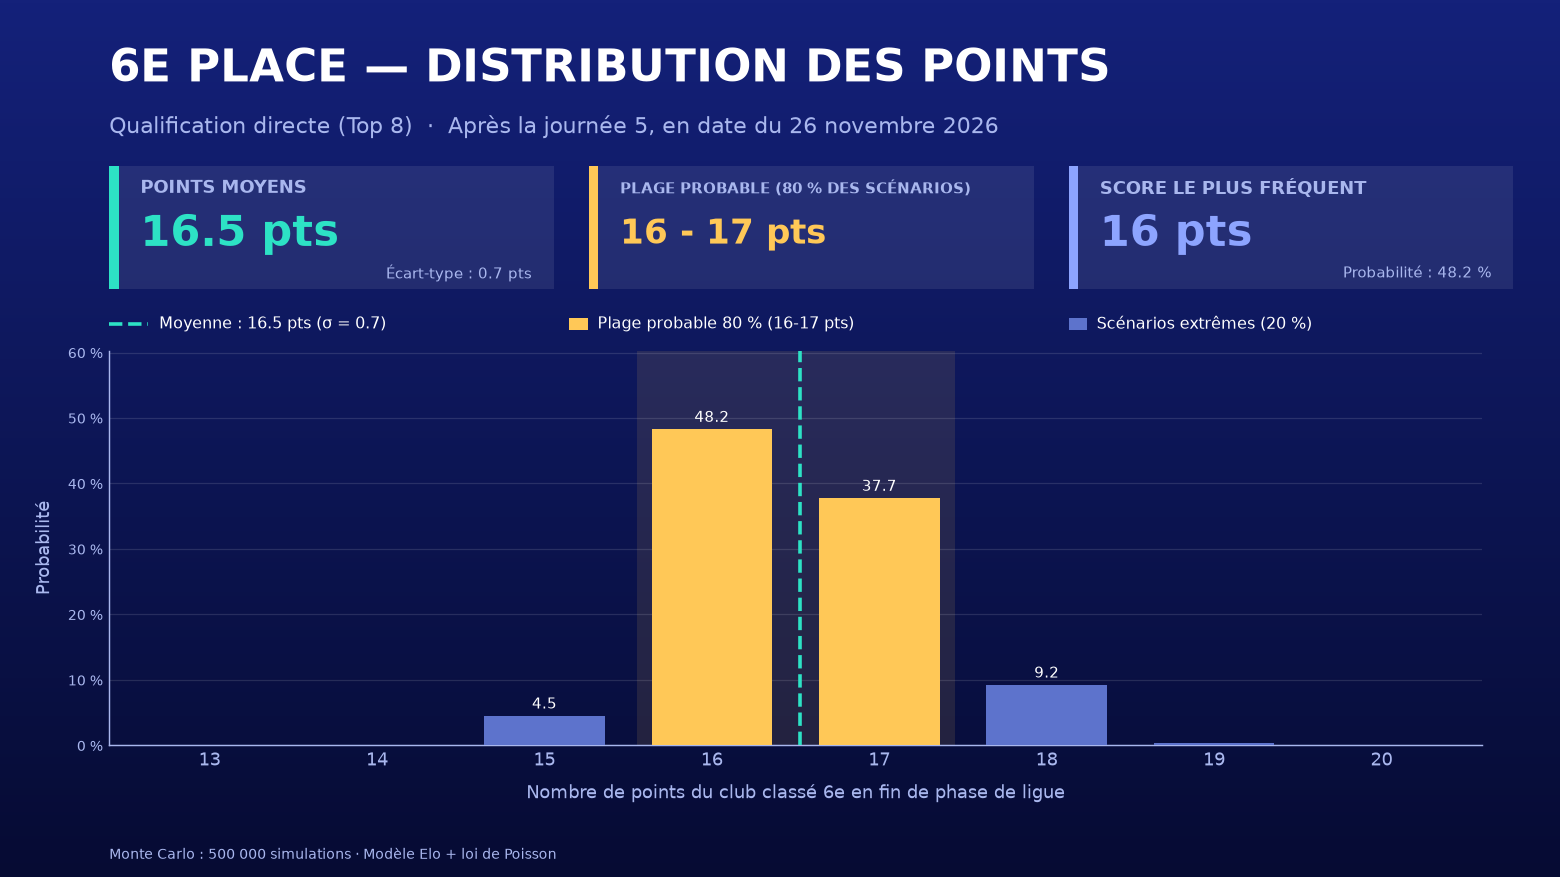 6E PLACE — DISTRIBUTION DES POINTS
Qualification directe (Top 8) · Après la journée 5, en date du 26 novembre 2026
POINTS MOYENS
16.5 pts
Écart-type : 0.7 pts
PLAGE PROBABLE (80 % DES SCÉNARIOS)
16 - 17 pts
SCORE LE PLUS FRÉQUENT
16 pts
Probabilité : 48.2 %
Moyenne : 16.5 pts (σ = 0.7)
Plage probable 80 % (16-17 pts)
Scénarios extrêmes (20 %)
Probabilité
60 %
50 %
40 %
30 %
20 %
10 %
0 %
4.5
48.2
37.7
9.2
13 14 15 16 17 18 19 20
Nombre de points du club classé 6e en fin de phase de ligue
Monte Carlo : 500 000 simulations · Modèle Elo + loi de Poisson